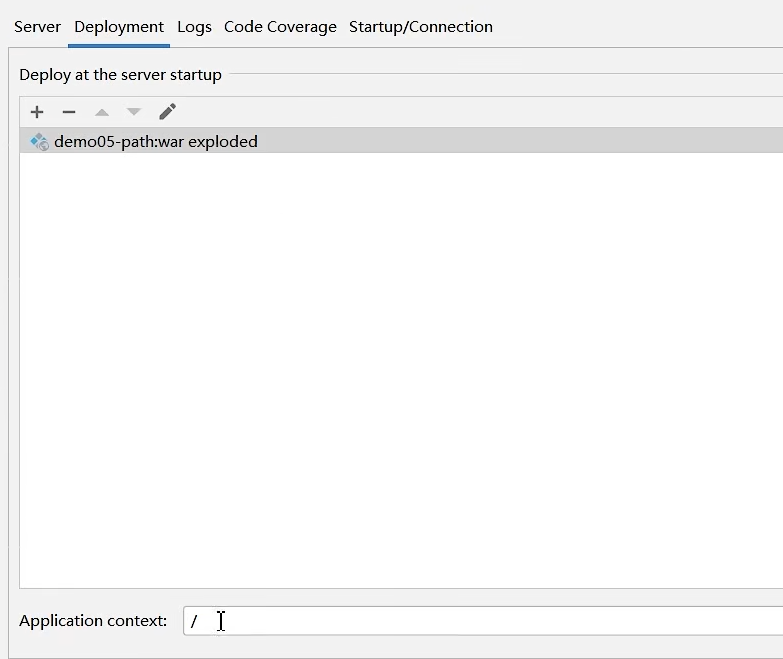 Server Deployment Logs Code Coverage Startup/Connection
Deploy at the server startup
demo05-path:war exploded
Application context: /